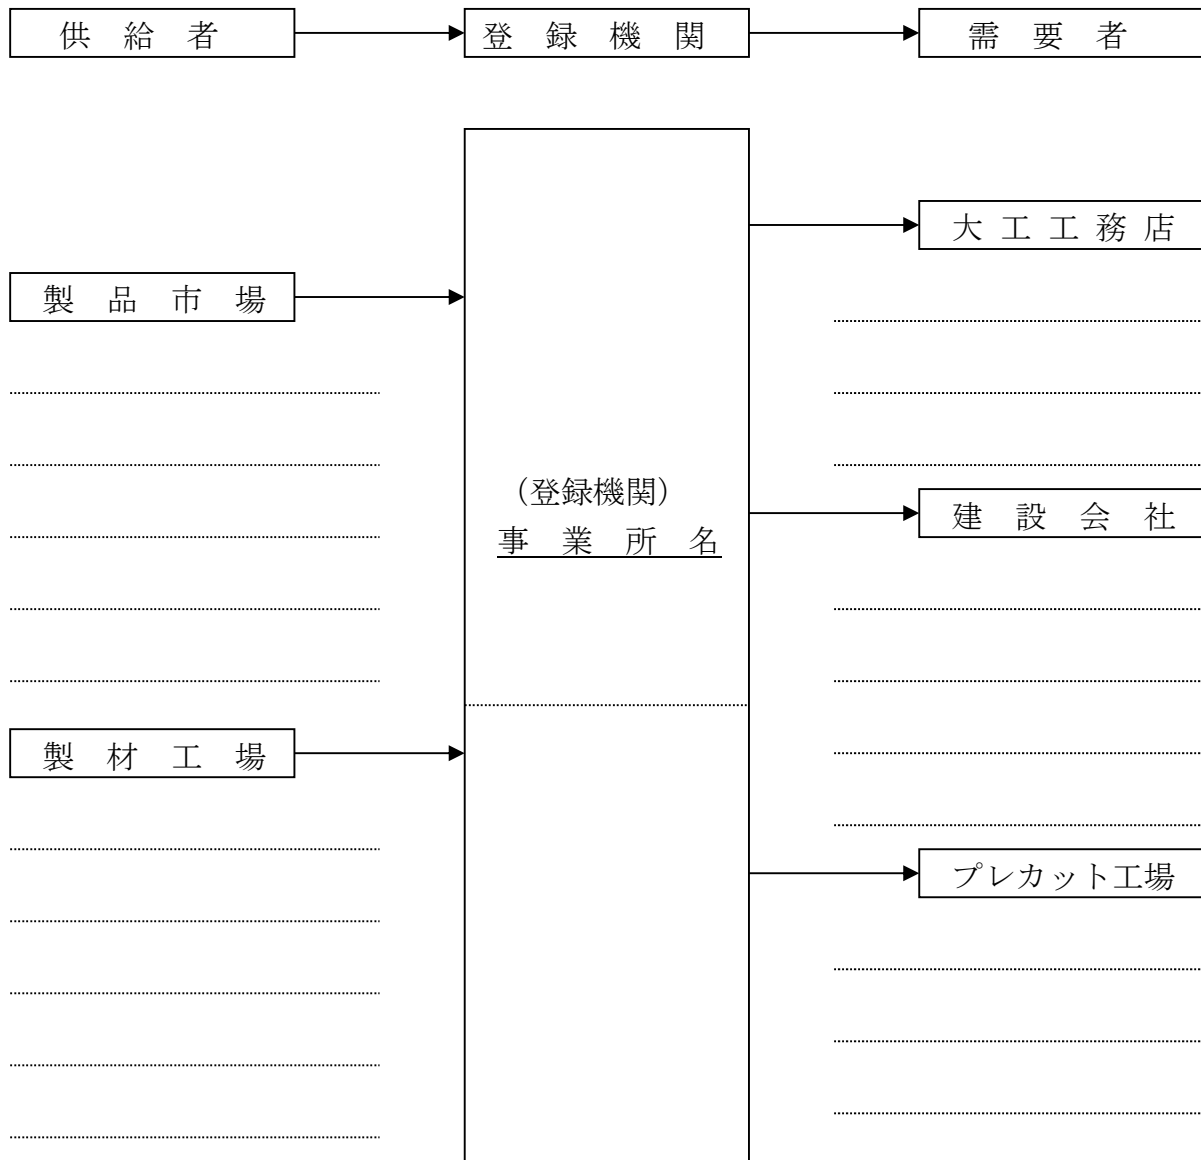 供給者
登録機関
需要者
大工工務店
製品市場
（登録機関）
事業所名
建設会社
製材工場
プレカット工場